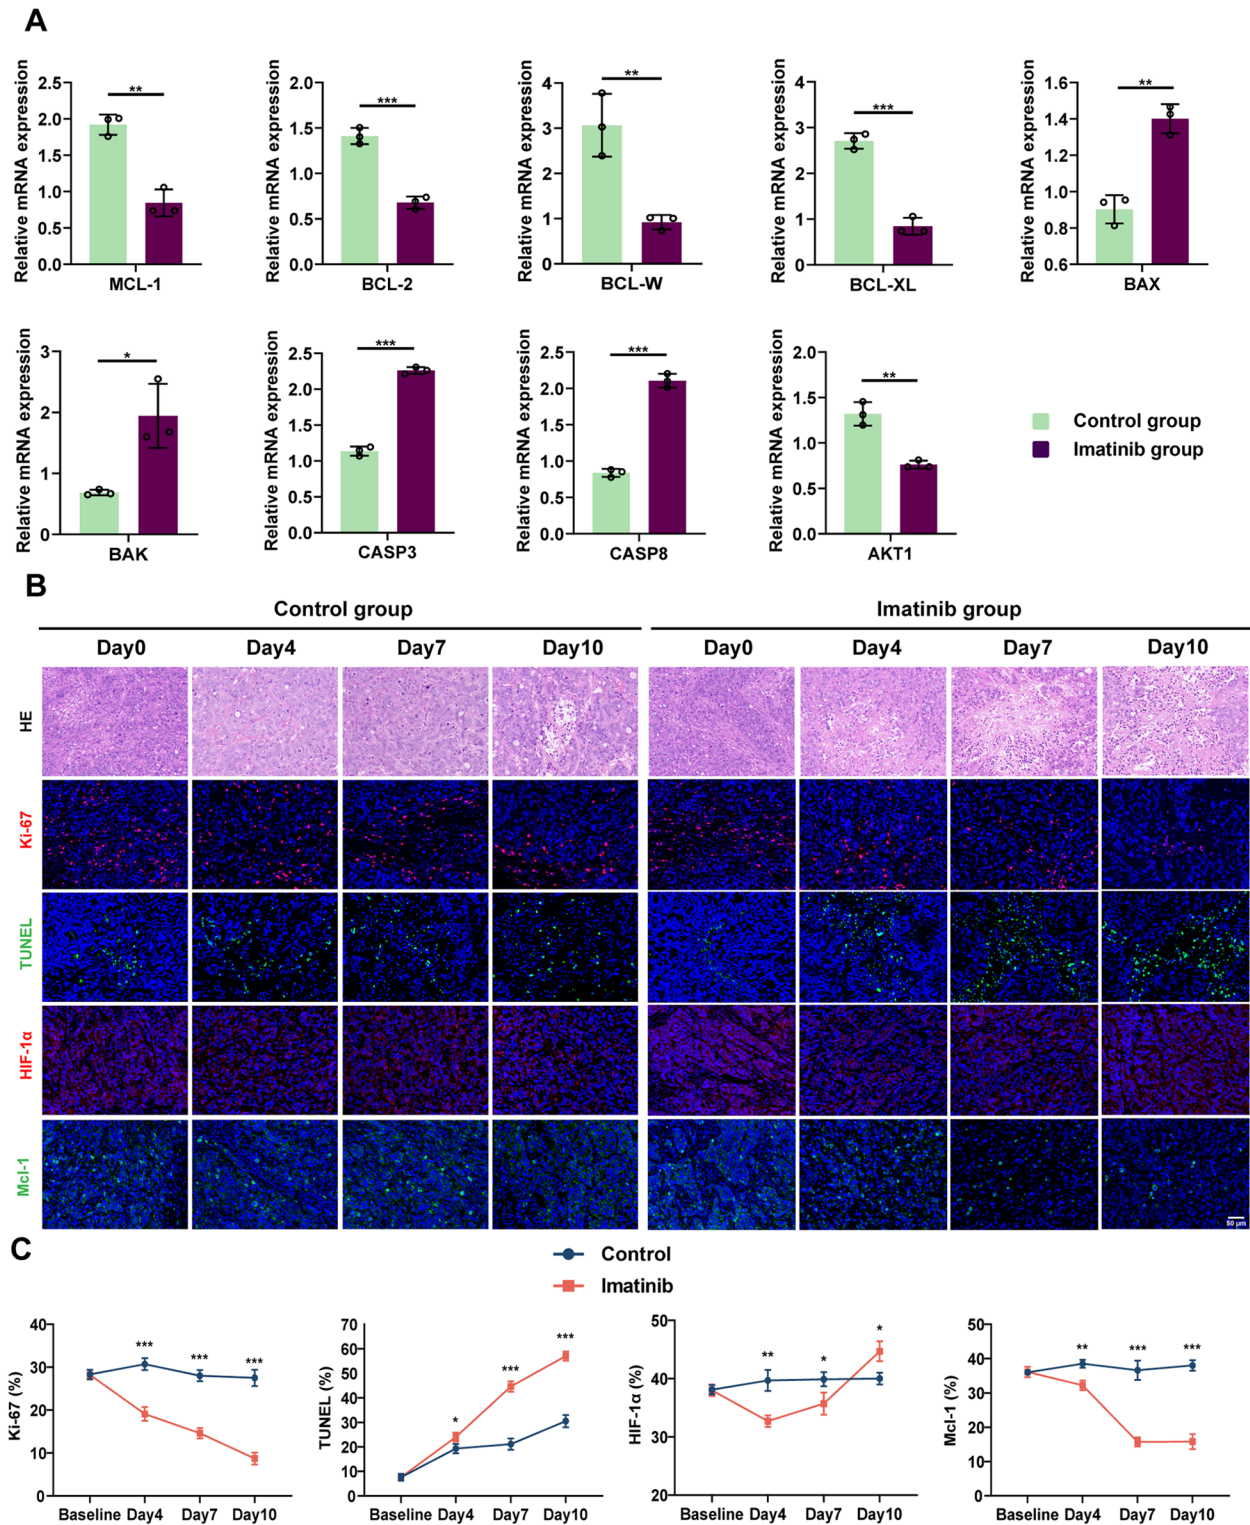 A
Relative mRNA expression
2.5
2.0
1.5
1.0
0.5
0.0
**
MCL-1
Relative mRNA expression
2.0
1.5
1.0
0.5
0.0
***
BCL-2
Relative mRNA expression
4
3
2
1
0
**
BCL-W
Relative mRNA expression
4
3
2
1
0
***
BCL-XL
Relative mRNA expression
1.6
1.4
1.2
1.0
0.8
0.6
**
BAX
Relative mRNA expression
3
2
1
0
*
BAK
Relative mRNA expression
2.5
2.0
1.5
1.0
0.5
0.0
***
CASP3
Relative mRNA expression
2.5
2.0
1.5
1.0
0.5
0.0
***
CASP8
Relative mRNA expression
2.0
1.5
1.0
0.5
0.0
**
AKT1
Control group
Imatinib group
B
Control group Imatinib group
Day0 Day4 Day7 Day10 Day0 Day4 Day7 Day10
HE
Ki-67
TUNEL
HIF-1α
Mcl-1
50 μm
C
Control
Imatinib
Ki-67 (%)
40
30
20
10
0
*** *** ***
Baseline Day4 Day7 Day10
TUNEL (%)
70
60
50
40
30
20
10
0
* *** ***
Baseline Day4 Day7 Day10
HIF-1α (%)
50
40
30
20
** * *
Baseline Day4 Day7 Day10
Mcl-1 (%)
50
40
30
20
10
0
** *** ***
Baseline Day4 Day7 Day10